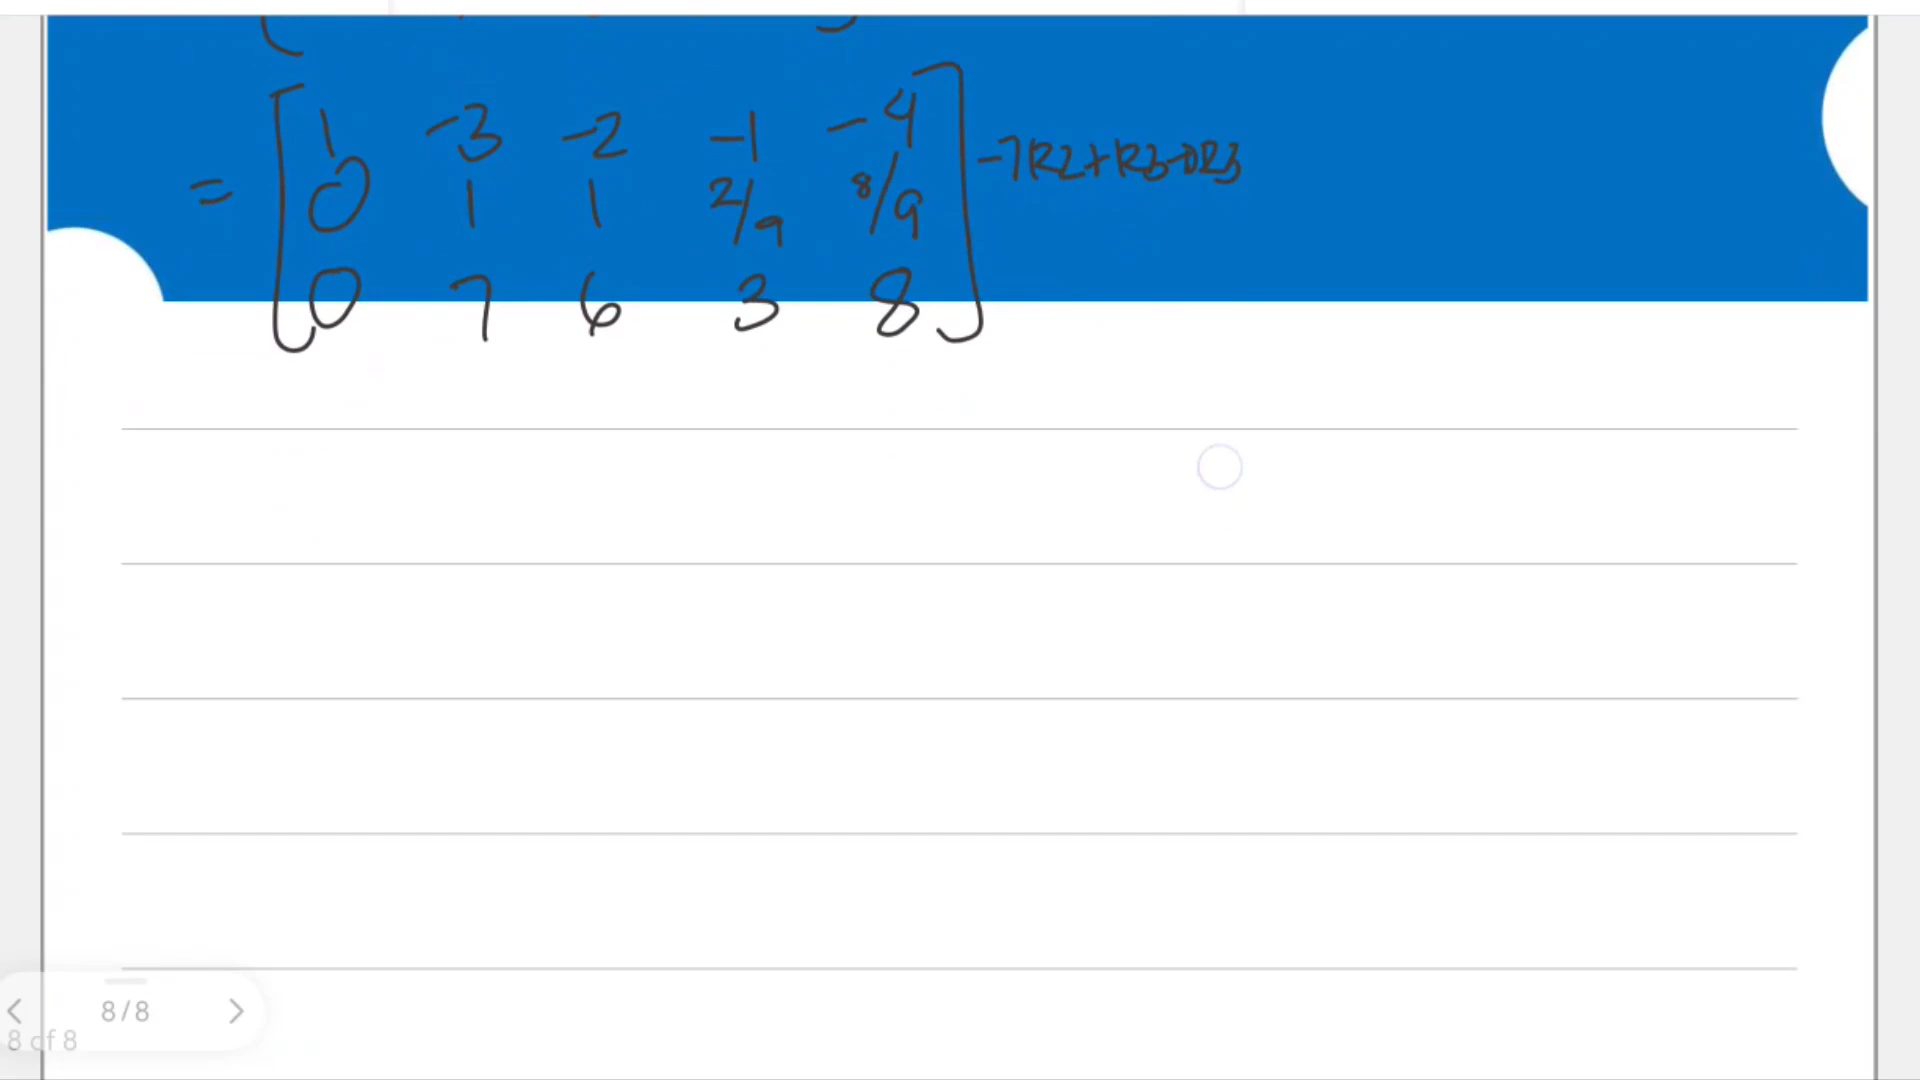 1 -3 -2 -1 -4
= 0 1 1 2/9 8/9 -7R2+R3→R3
0 7 6 3 8
8/8
8 of 8